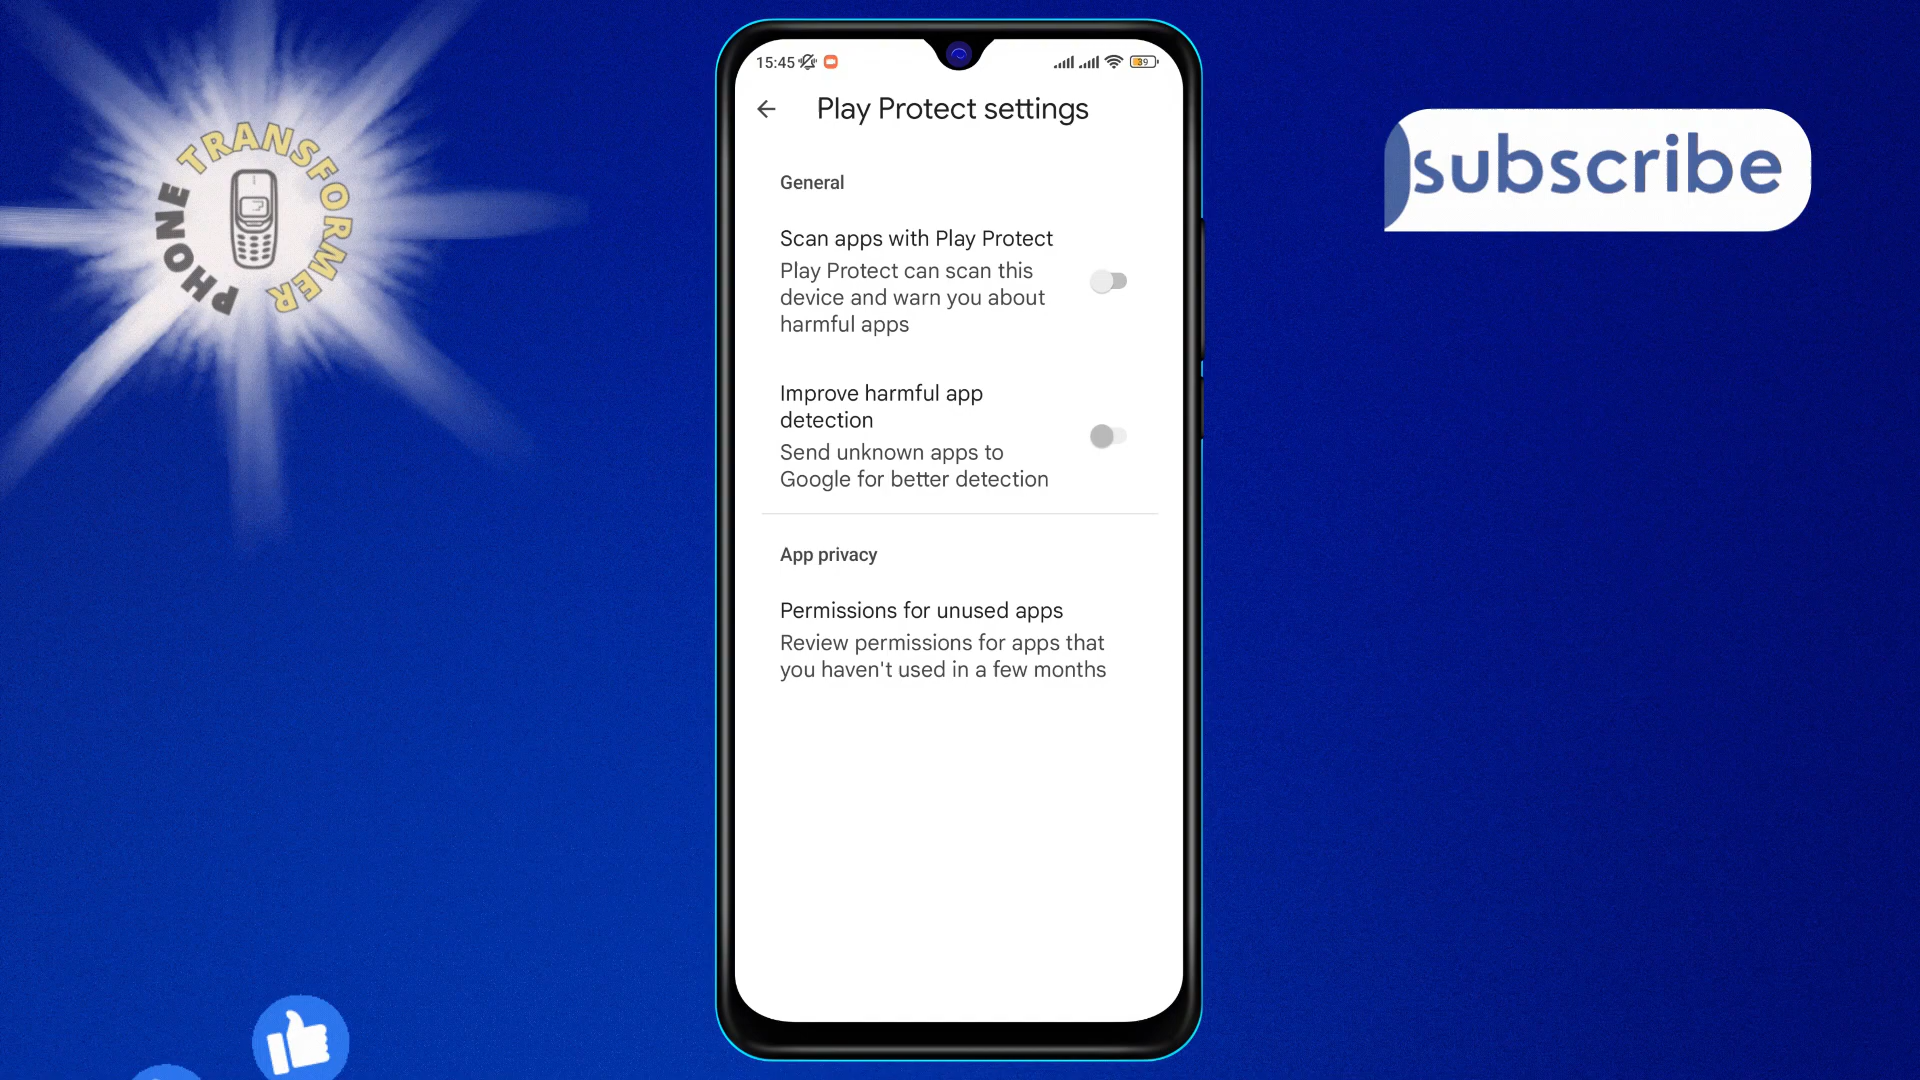 PHONE TRANSFORMER
subscribe
15:45
39
Play Protect settings
General
Scan apps with Play Protect
Play Protect can scan this
device and warn you about
harmful apps
Improve harmful app
detection
Send unknown apps to
Google for better detection
App privacy
Permissions for unused apps
Review permissions for apps that
you haven't used in a few months